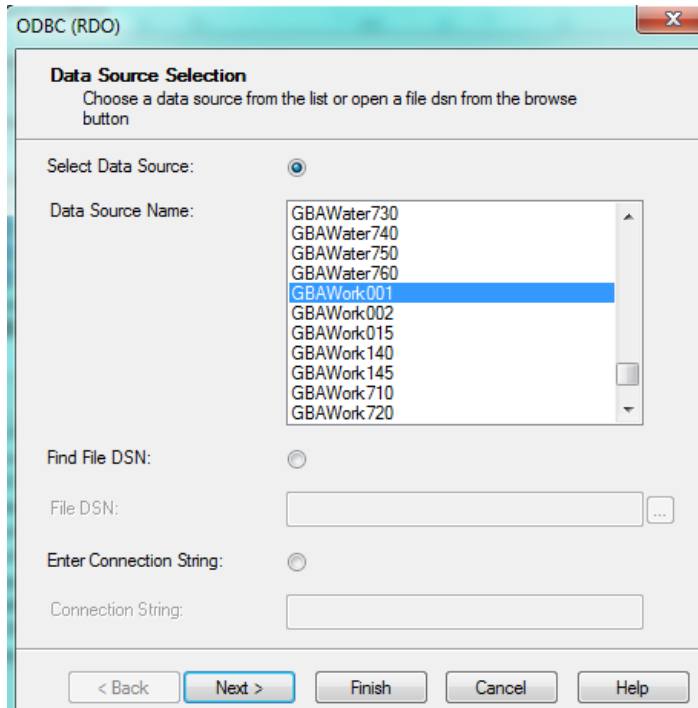 ODBC (RDO)
Data Source Selection
Choose a data source from the list or open a file dsn from the browse
button
Select Data Source:
Data Source Name:
GBAWater730
GBAWater740
GBAWater750
GBAWater760
GBAWork001
GBAWork002
GBAWork015
GBAWork140
GBAWork145
GBAWork710
GBAWork720
Find File DSN:
File DSN:
...
Enter Connection String:
Connection String:
< Back Next > Finish Cancel Help